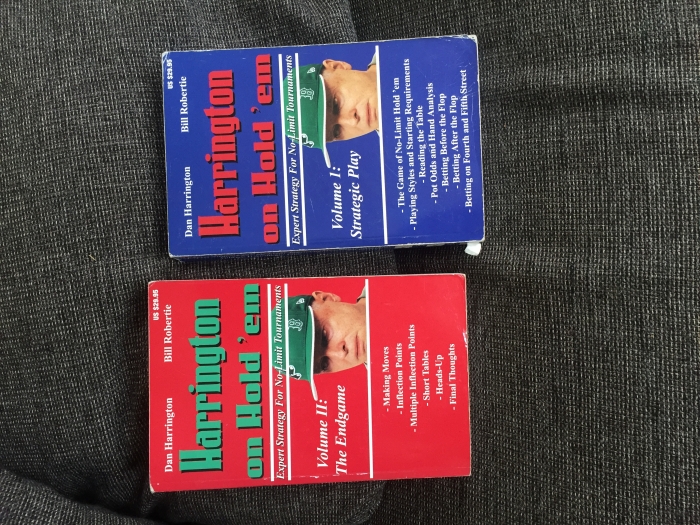 US $29.95
Dan Harrington Bill Robertie
Harrington
on Hold 'em
Expert Strategy For No-Limit Tournaments
B
Volume I:
Strategic Play
- The Game of No-Limit Hold 'em
- Playing Styles and Starting Requirements
- Reading the Table
- Pot Odds and Hand Analysis
- Betting Before the Flop
- Betting After the Flop
- Betting on Fourth and Fifth Street
US $29.95
Dan Harrington Bill Robertie
Harrington
on Hold 'em
Expert Strategy For No-Limit Tournaments
B
Volume II:
The Endgame
- Making Moves
- Inflection Points
- Multiple Inflection Points
- Short Tables
- Heads-Up
- Final Thoughts